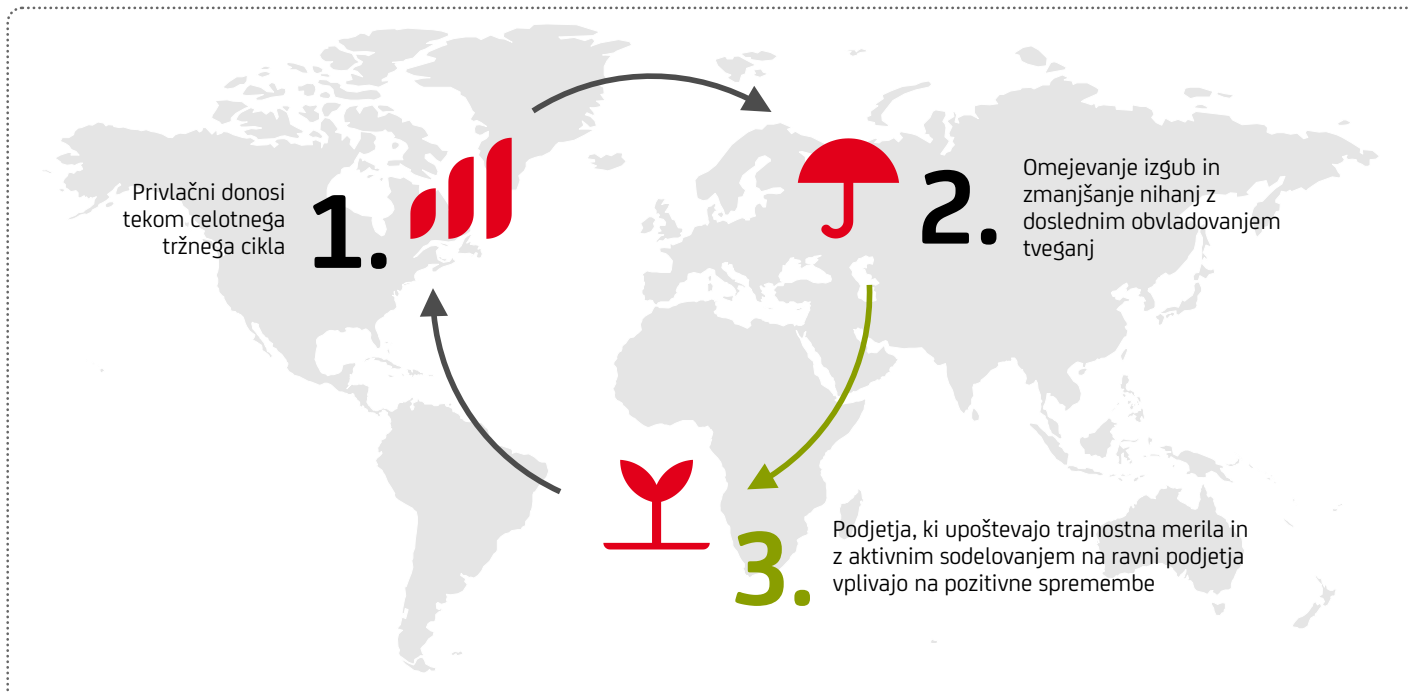 1.
Privlačni donosi
tekom celotnega
tržnega cikla
2.
Omejevanje izgub in
zmanjšanje nihanj z
doslednim obvladovanjem
tveganj
3.
Podjetja, ki upoštevajo trajnostna merila in
z aktivnim sodelovanjem na ravni podjetja
vplivajo na pozitivne spremembe